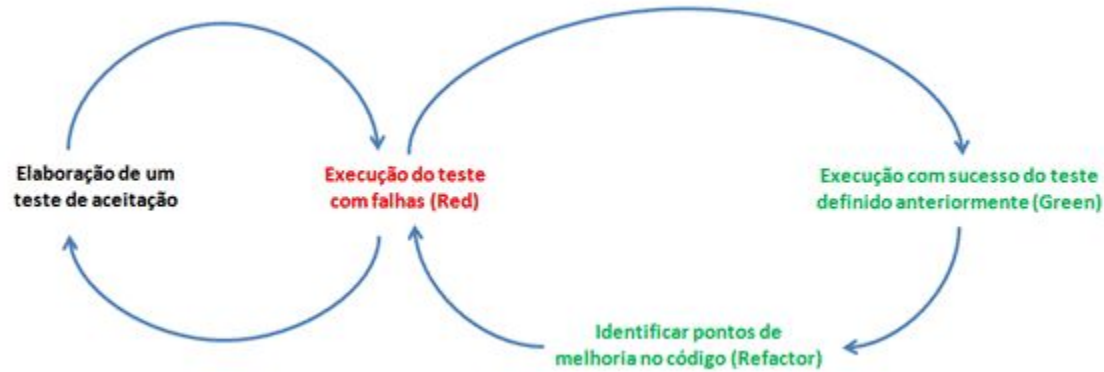 Elaboração de um
teste de aceitação
Execução do teste
com falhas (Red)
Execução com sucesso do teste
definido anteriormente (Green)
Identificar pontos de
melhoria no código (Refactor)